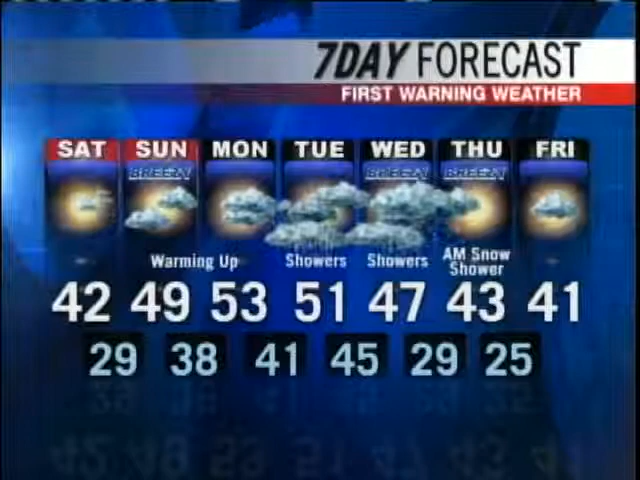 7DAY FORECAST
FIRST WARNING WEATHER
SAT SUN MON TUE WED THU FRI
BREEZY BREEZY BREEZY
Warming Up Showers Showers AM Snow Shower
42 49 53 51 47 43 41
29 38 41 45 29 25